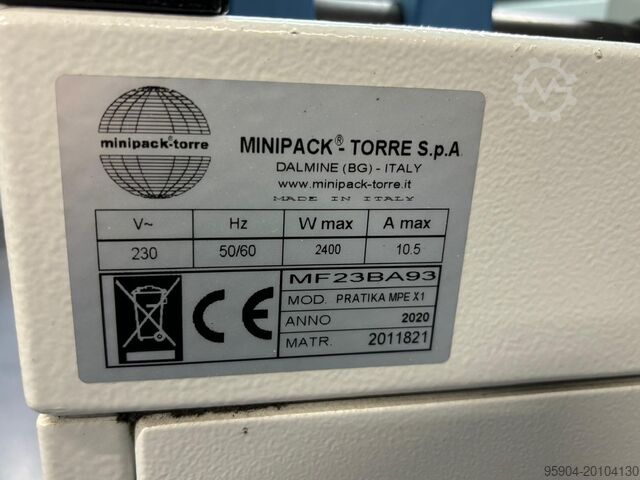 minipack-torre
MINIPACK® - TORRE S.p.A
DALMINE (BG) - ITALY
www.minipack-torre.it
MADE IN ITALY
V~ Hz W max A max
230 50/60 2400 10.5
MF23BA93
MOD. PRATIKA MPE X1
ANNO 2020
MATR. 2011821
CE
95904-20104130